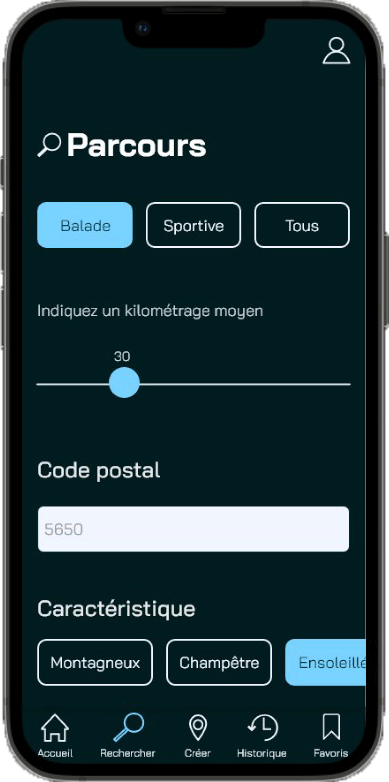 Parcours
Balade Sportive Tous
Indiquez un kilométrage moyen
30
Code postal
5650
Caractéristique
Montagneux Champêtre Ensoleillé
Accueil Rechercher Créer Historique Favoris